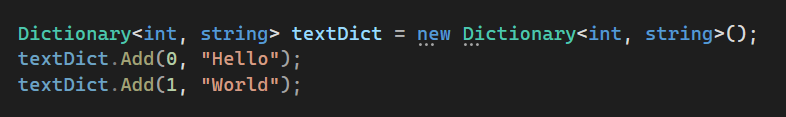 Dictionary<int, string> textDict = new Dictionary<int, string>();
textDict.Add(0, "Hello");
textDict.Add(1, "World");